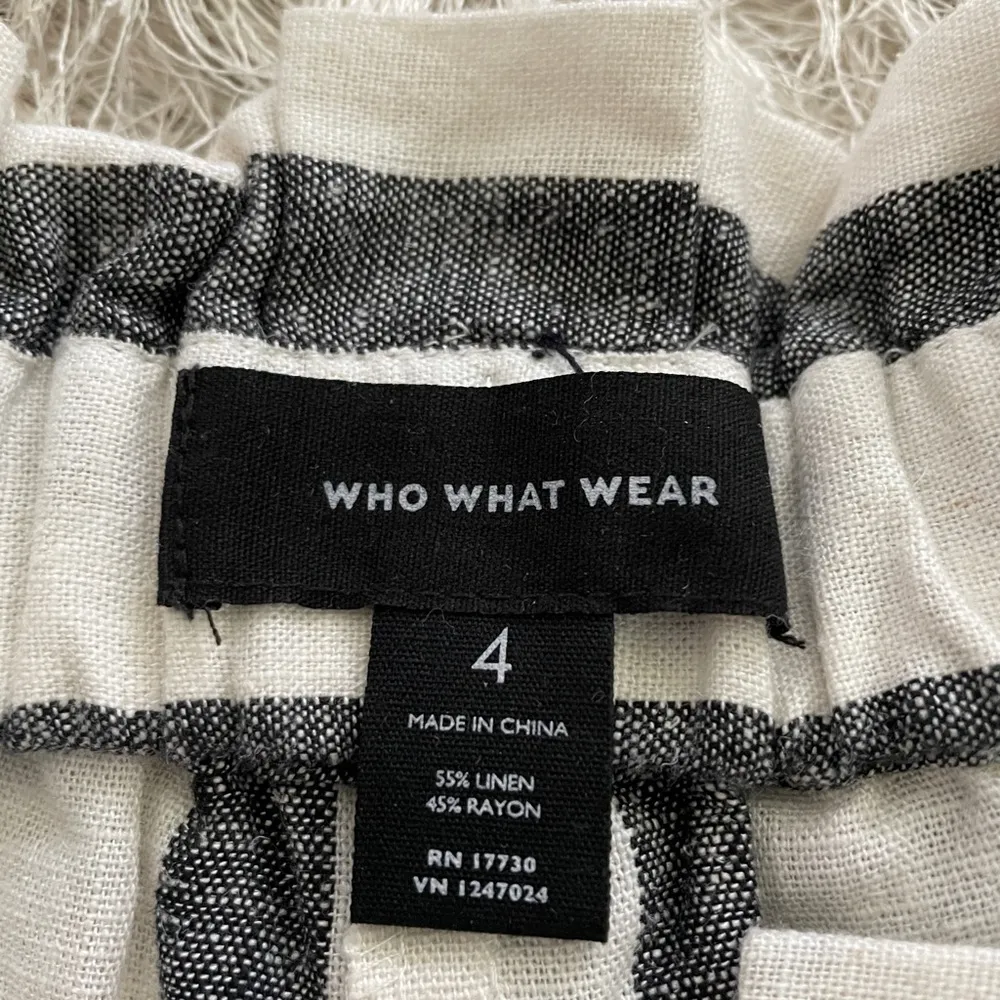 WHO WHAT WEAR
4
MADE IN CHINA
55% LINEN
45% RAYON
RN 17730
VN 1247024